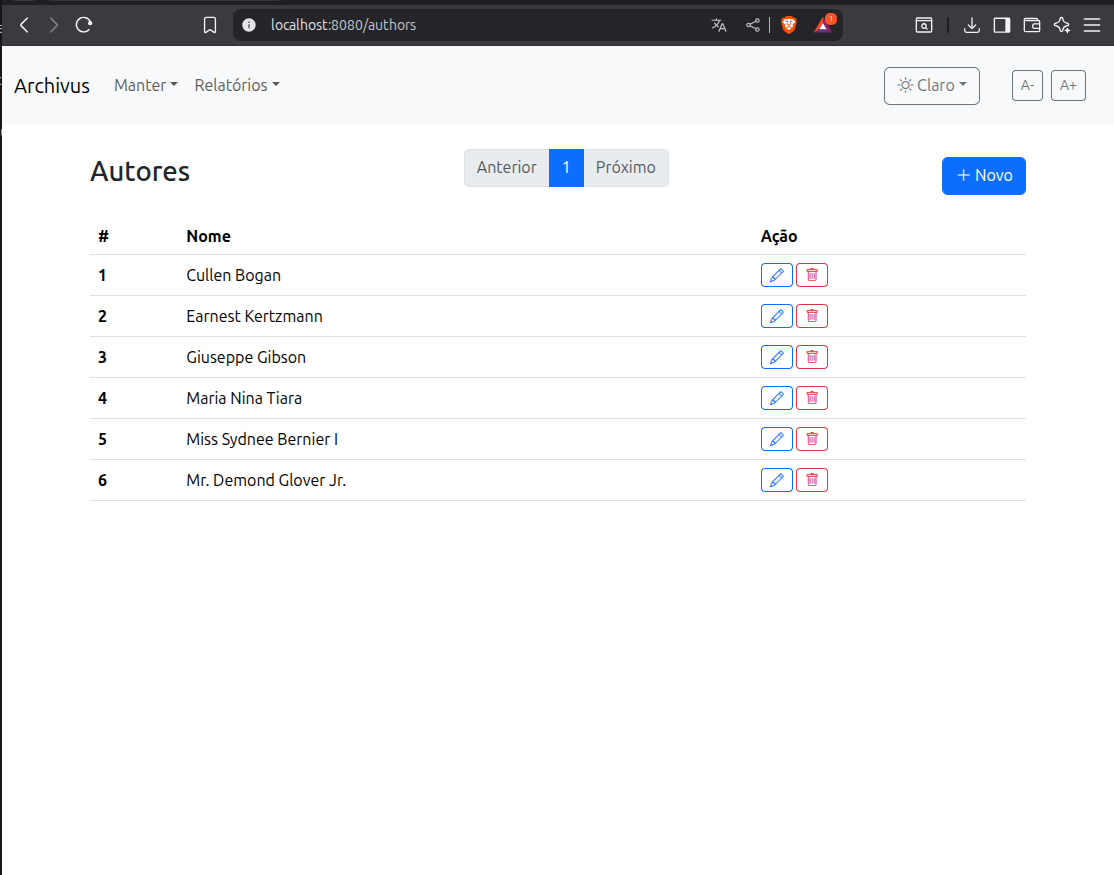 localhost:8080/authors
1
Archivus Manter Relatórios Claro A- A+
Autores Anterior 1 Próximo + Novo
# Nome Ação
1 Cullen Bogan
2 Earnest Kertzmann
3 Giuseppe Gibson
4 Maria Nina Tiara
5 Miss Sydnee Bernier I
6 Mr. Demond Glover Jr.